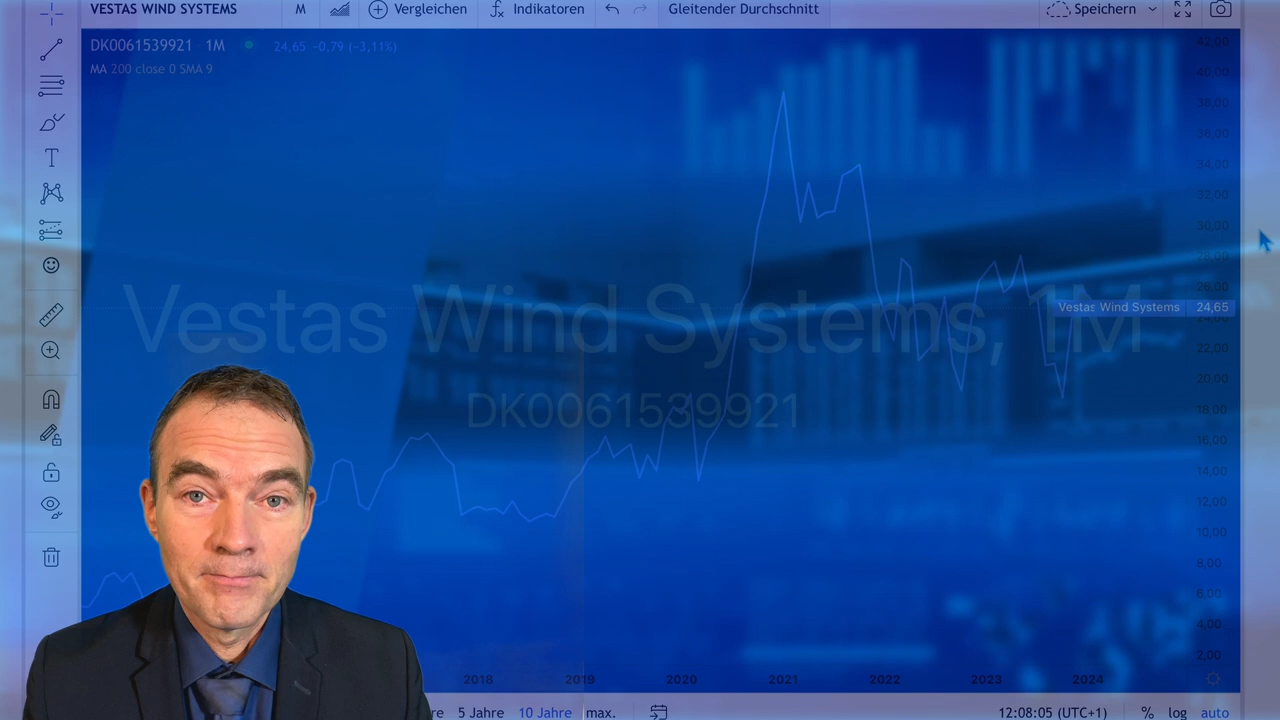 VESTAS WIND SYSTEMS M Vergleichen Indikatoren Gleitender Durchschnitt Speichern
DK0061539921 1M 24,65 −0,79 (−3,11%)
MA 200 close 0 SMA 9
42,00
40,00
38,00
36,00
34,00
32,00
30,00
28,00
26,00
Vestas Wind Systems, 1M
DK0061539921
Vestas Wind Systems 24,65
24,00
22,00
20,00
18,00
16,00
14,00
12,00
10,00
8,00
6,00
4,00
2,00
2018 2019 2020 2021 2022 2023 2024
re 5 Jahre 10 Jahre max. 12:08:05 (UTC+1) % log auto